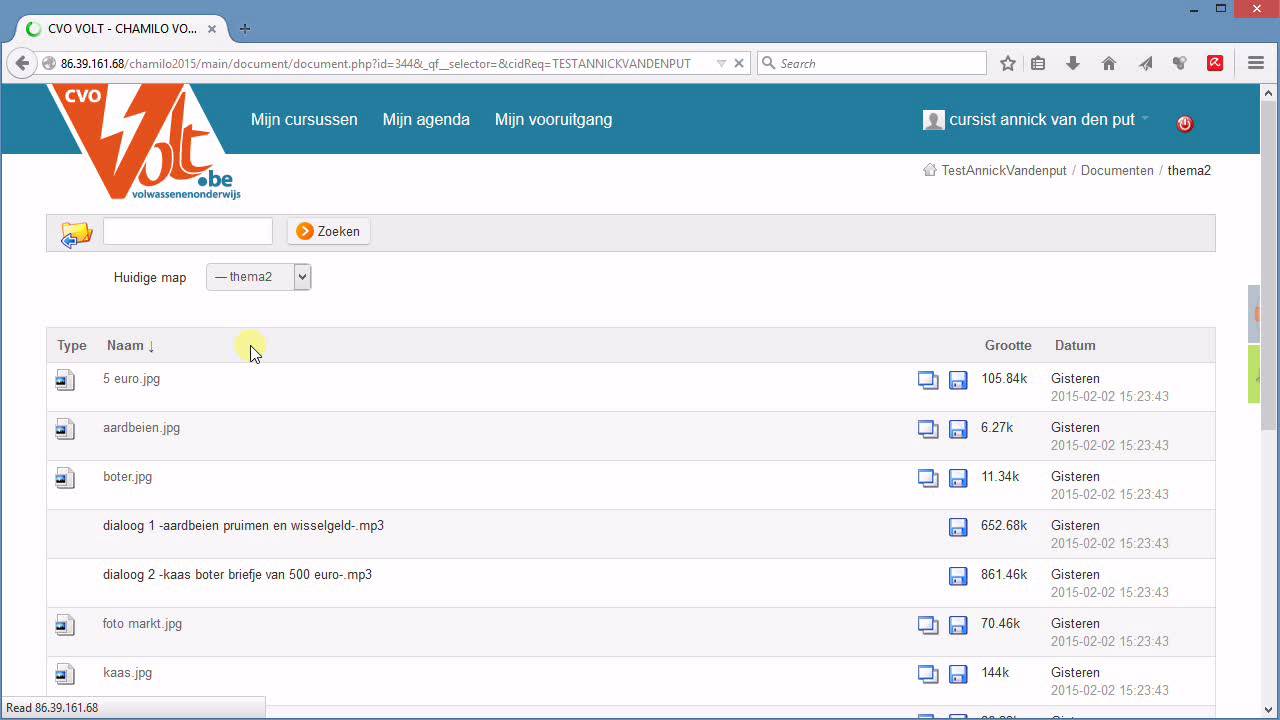 CVO VOLT - CHAMILO VO...
86.39.161.68/chamilo2015/main/document/document.php?id=344&_qf__selector=&cidReq=TESTANNICKVANDENPUT
Search
CVO
Volt
.be
volwassenenonderwijs
Mijn cursussen
Mijn agenda
Mijn vooruitgang
cursist annick van den put
TestAnnickVandenput / Documenten / thema2
Zoeken
Huidige map
— thema2
Type Naam ↓ Grootte Datum
5 euro.jpg 105.84k Gisteren
2015-02-02 15:23:43
aardbeien.jpg 6.27k Gisteren
2015-02-02 15:23:43
boter.jpg 11.34k Gisteren
2015-02-02 15:23:43
dialoog 1 -aardbeien pruimen en wisselgeld-.mp3 652.68k Gisteren
2015-02-02 15:23:43
dialoog 2 -kaas boter briefje van 500 euro-.mp3 861.46k Gisteren
2015-02-02 15:23:43
foto markt.jpg 70.46k Gisteren
2015-02-02 15:23:43
kaas.jpg 144k Gisteren
2015-02-02 15:23:43
Read 86.39.161.68